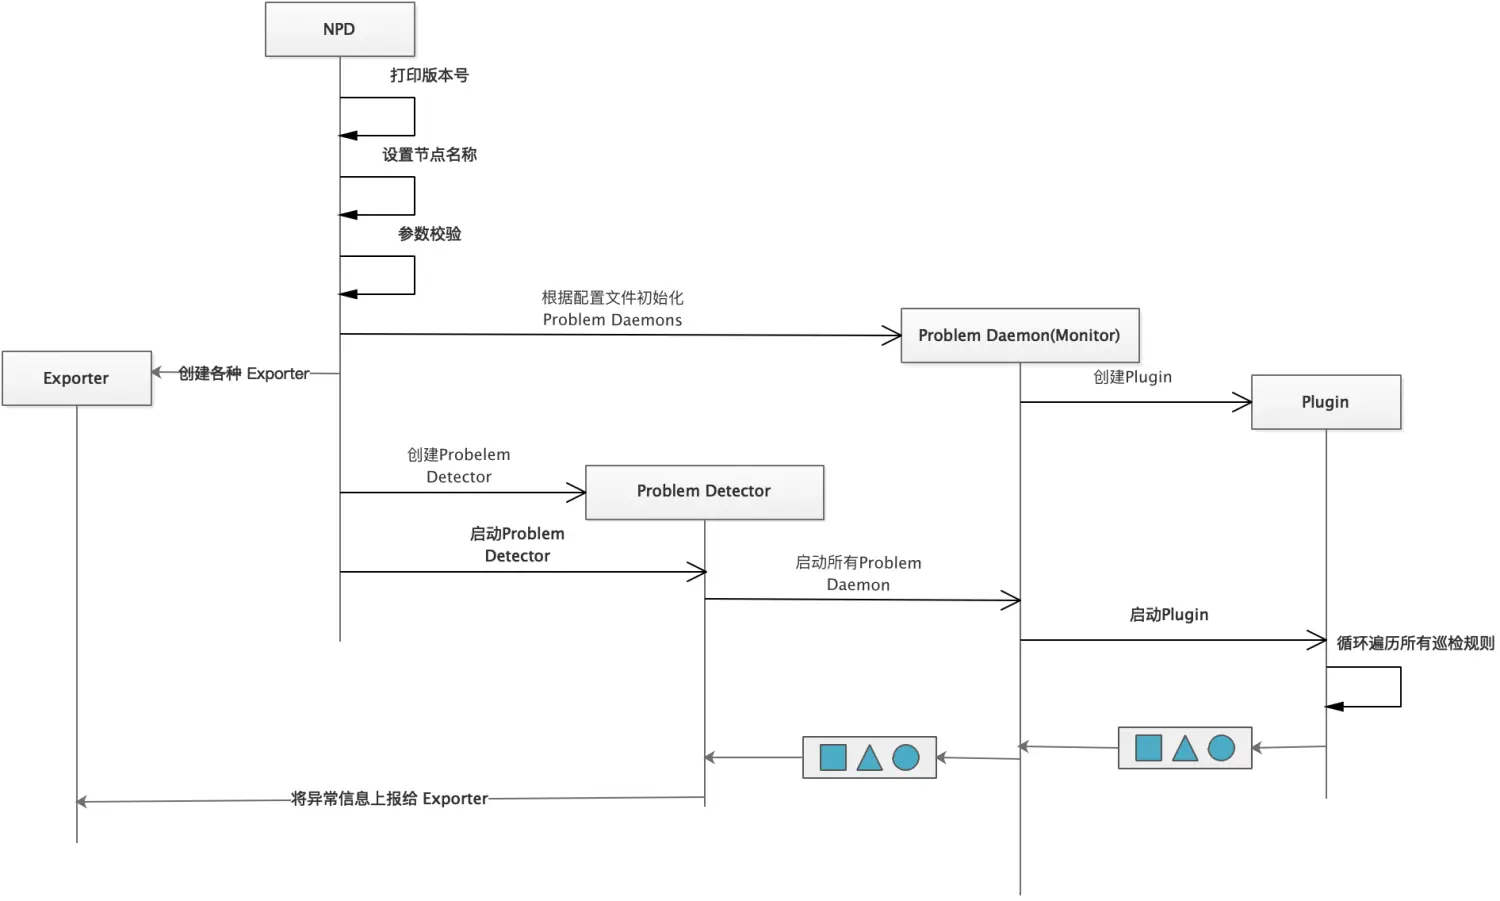 NPD
打印版本号
设置节点名称
参数校验
根据配置文件初始化
Problem Daemons
Problem Daemon(Monitor)
创建各种 Exporter
Exporter
创建Plugin
Plugin
创建Probelem
Detector
Problem Detector
启动Problem
Detector
启动所有Problem
Daemon
启动Plugin
循环遍历所有巡检规则
将异常信息上报给 Exporter